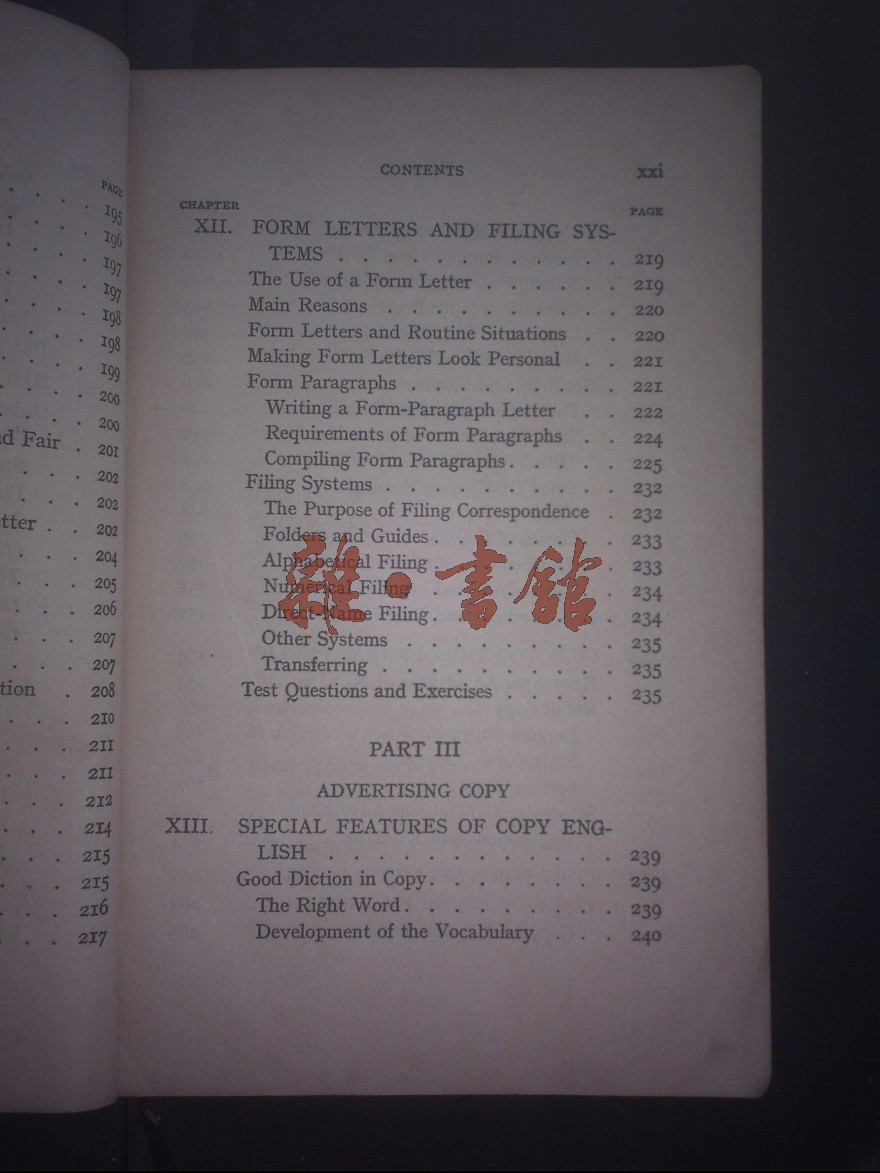 PAGE
195
196
197
197
198
198
199
200
200
d Fair . 201
. . . 202
. . . 202
tter . . 202
. . . 204
. . . 205
. . . 206
. . . 207
. . . 207
tion . 208
. . . 210
. . . 211
. . . 211
. . . 212
. . . 214
. . . 215
. . . 215
. . . 216
. . . 217
CONTENTS xxi
CHAPTER PAGE
XII. FORM LETTERS AND FILING SYS-
TEMS . . . . . . . . . . . . 219
The Use of a Form Letter . . . . . . 219
Main Reasons . . . . . . . . . . 220
Form Letters and Routine Situations . . 220
Making Form Letters Look Personal . . 221
Form Paragraphs . . . . . . . . . 221
Writing a Form-Paragraph Letter . . 222
Requirements of Form Paragraphs . . 224
Compiling Form Paragraphs . . . . . 225
Filing Systems . . . . . . . . . . 232
The Purpose of Filing Correspondence . 232
Folders and Guides . . . . . . . . 233
Alphabetical Filing . . . . . . . . 233
Numerical Filing . . . . . . . . 234
Direct-Name Filing . . . . . . . . 234
Other Systems . . . . . . . . . 235
Transferring . . . . . . . . . . 235
Test Questions and Exercises . . . . . 235
雜·書館
PART III
ADVERTISING COPY
XIII. SPECIAL FEATURES OF COPY ENG-
LISH . . . . . . . . . . . . 239
Good Diction in Copy . . . . . . . . 239
The Right Word . . . . . . . . . 239
Development of the Vocabulary . . . 240